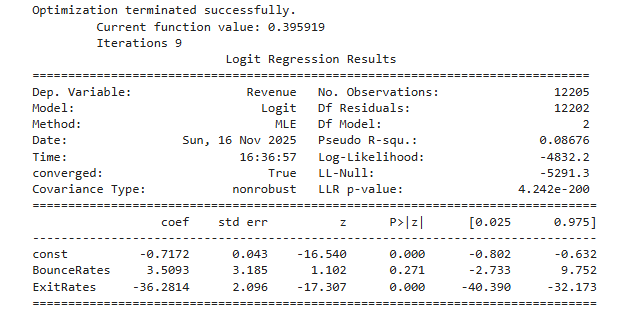 Optimization terminated successfully.
         Current function value: 0.395919
         Iterations 9
                           Logit Regression Results
==============================================================================
Dep. Variable:                Revenue   No. Observations:                12205
Model:                          Logit   Df Residuals:                    12202
Method:                           MLE   Df Model:                            2
Date:                Sun, 16 Nov 2025   Pseudo R-squ.:                 0.08676
Time:                        16:36:57   Log-Likelihood:                -4832.2
converged:                       True   LL-Null:                       -5291.3
Covariance Type:            nonrobust   LLR p-value:                4.242e-200
===============================================================================
                  coef    std err          z      P>|z|      [0.025      0.975]
-------------------------------------------------------------------------------
const          -0.7172      0.043    -16.540      0.000      -0.802      -0.632
BounceRates     3.5093      3.185      1.102      0.271      -2.733       9.752
ExitRates     -36.2814      2.096    -17.307      0.000     -40.390     -32.173
===============================================================================